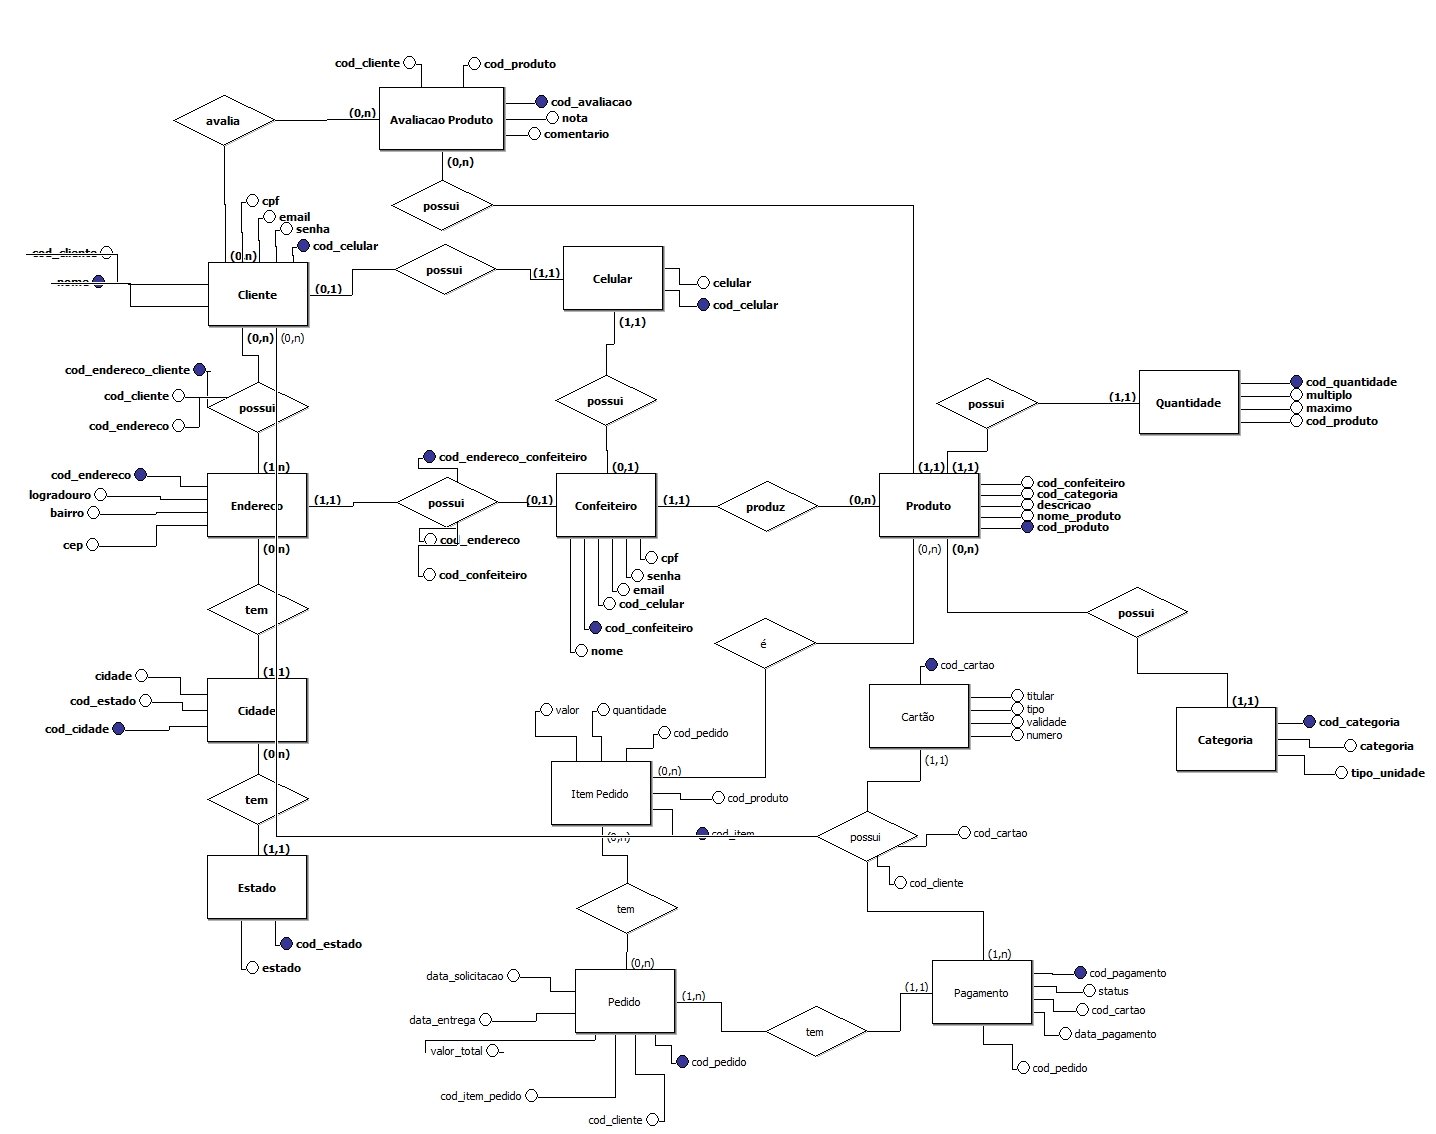 cod_cliente
cod_produto
Avaliacao Produto
cod_avaliacao
nota
comentario
avalia
(0,n)
(0,n)
possui
cpf
email
senha
cod_celular
cod_cliente
nome
(0,n)
Cliente
(0,1)
possui
(1,1)
Celular
celular
cod_celular
(1,1)
(0,n)
(0,n)
cod_endereco_cliente
cod_cliente
cod_endereco
possui
possui
possui
(1,1)
Quantidade
cod_quantidade
multiplo
maximo
cod_produto
(1,n)
cod_endereco
logradouro
bairro
cep
Endereco
(1,1)
cod_endereco_confeiteiro
possui
cod_endereco
cod_confeiteiro
(0,1)
(0,1)
Confeiteiro
(1,1)
produz
(0,n)
(1,1)
(1,1)
Produto
cod_confeiteiro
cod_categoria
descricao
nome_produto
cod_produto
(0,n)
(0,n)
(0,n)
cpf
senha
email
cod_celular
cod_confeiteiro
nome
tem
é
possui
(1,1)
cidade
cod_estado
cod_cidade
Cidade
cod_cartao
Cartão
titular
tipo
validade
numero
(1,1)
(1,1)
Categoria
cod_categoria
categoria
tipo_unidade
valor
quantidade
cod_pedido
(0,n)
Item Pedido
cod_produto
cod_item
(0,n)
(0,n)
tem
possui
cod_cartao
cod_cliente
(1,1)
Estado
cod_estado
estado
tem
(0,n)
data_solicitacao
data_entrega
valor_total
cod_item_pedido
cod_cliente
cod_pedido
Pedido
(1,n)
tem
(1,1)
(1,n)
Pagamento
cod_pagamento
status
cod_cartao
data_pagamento
cod_pedido